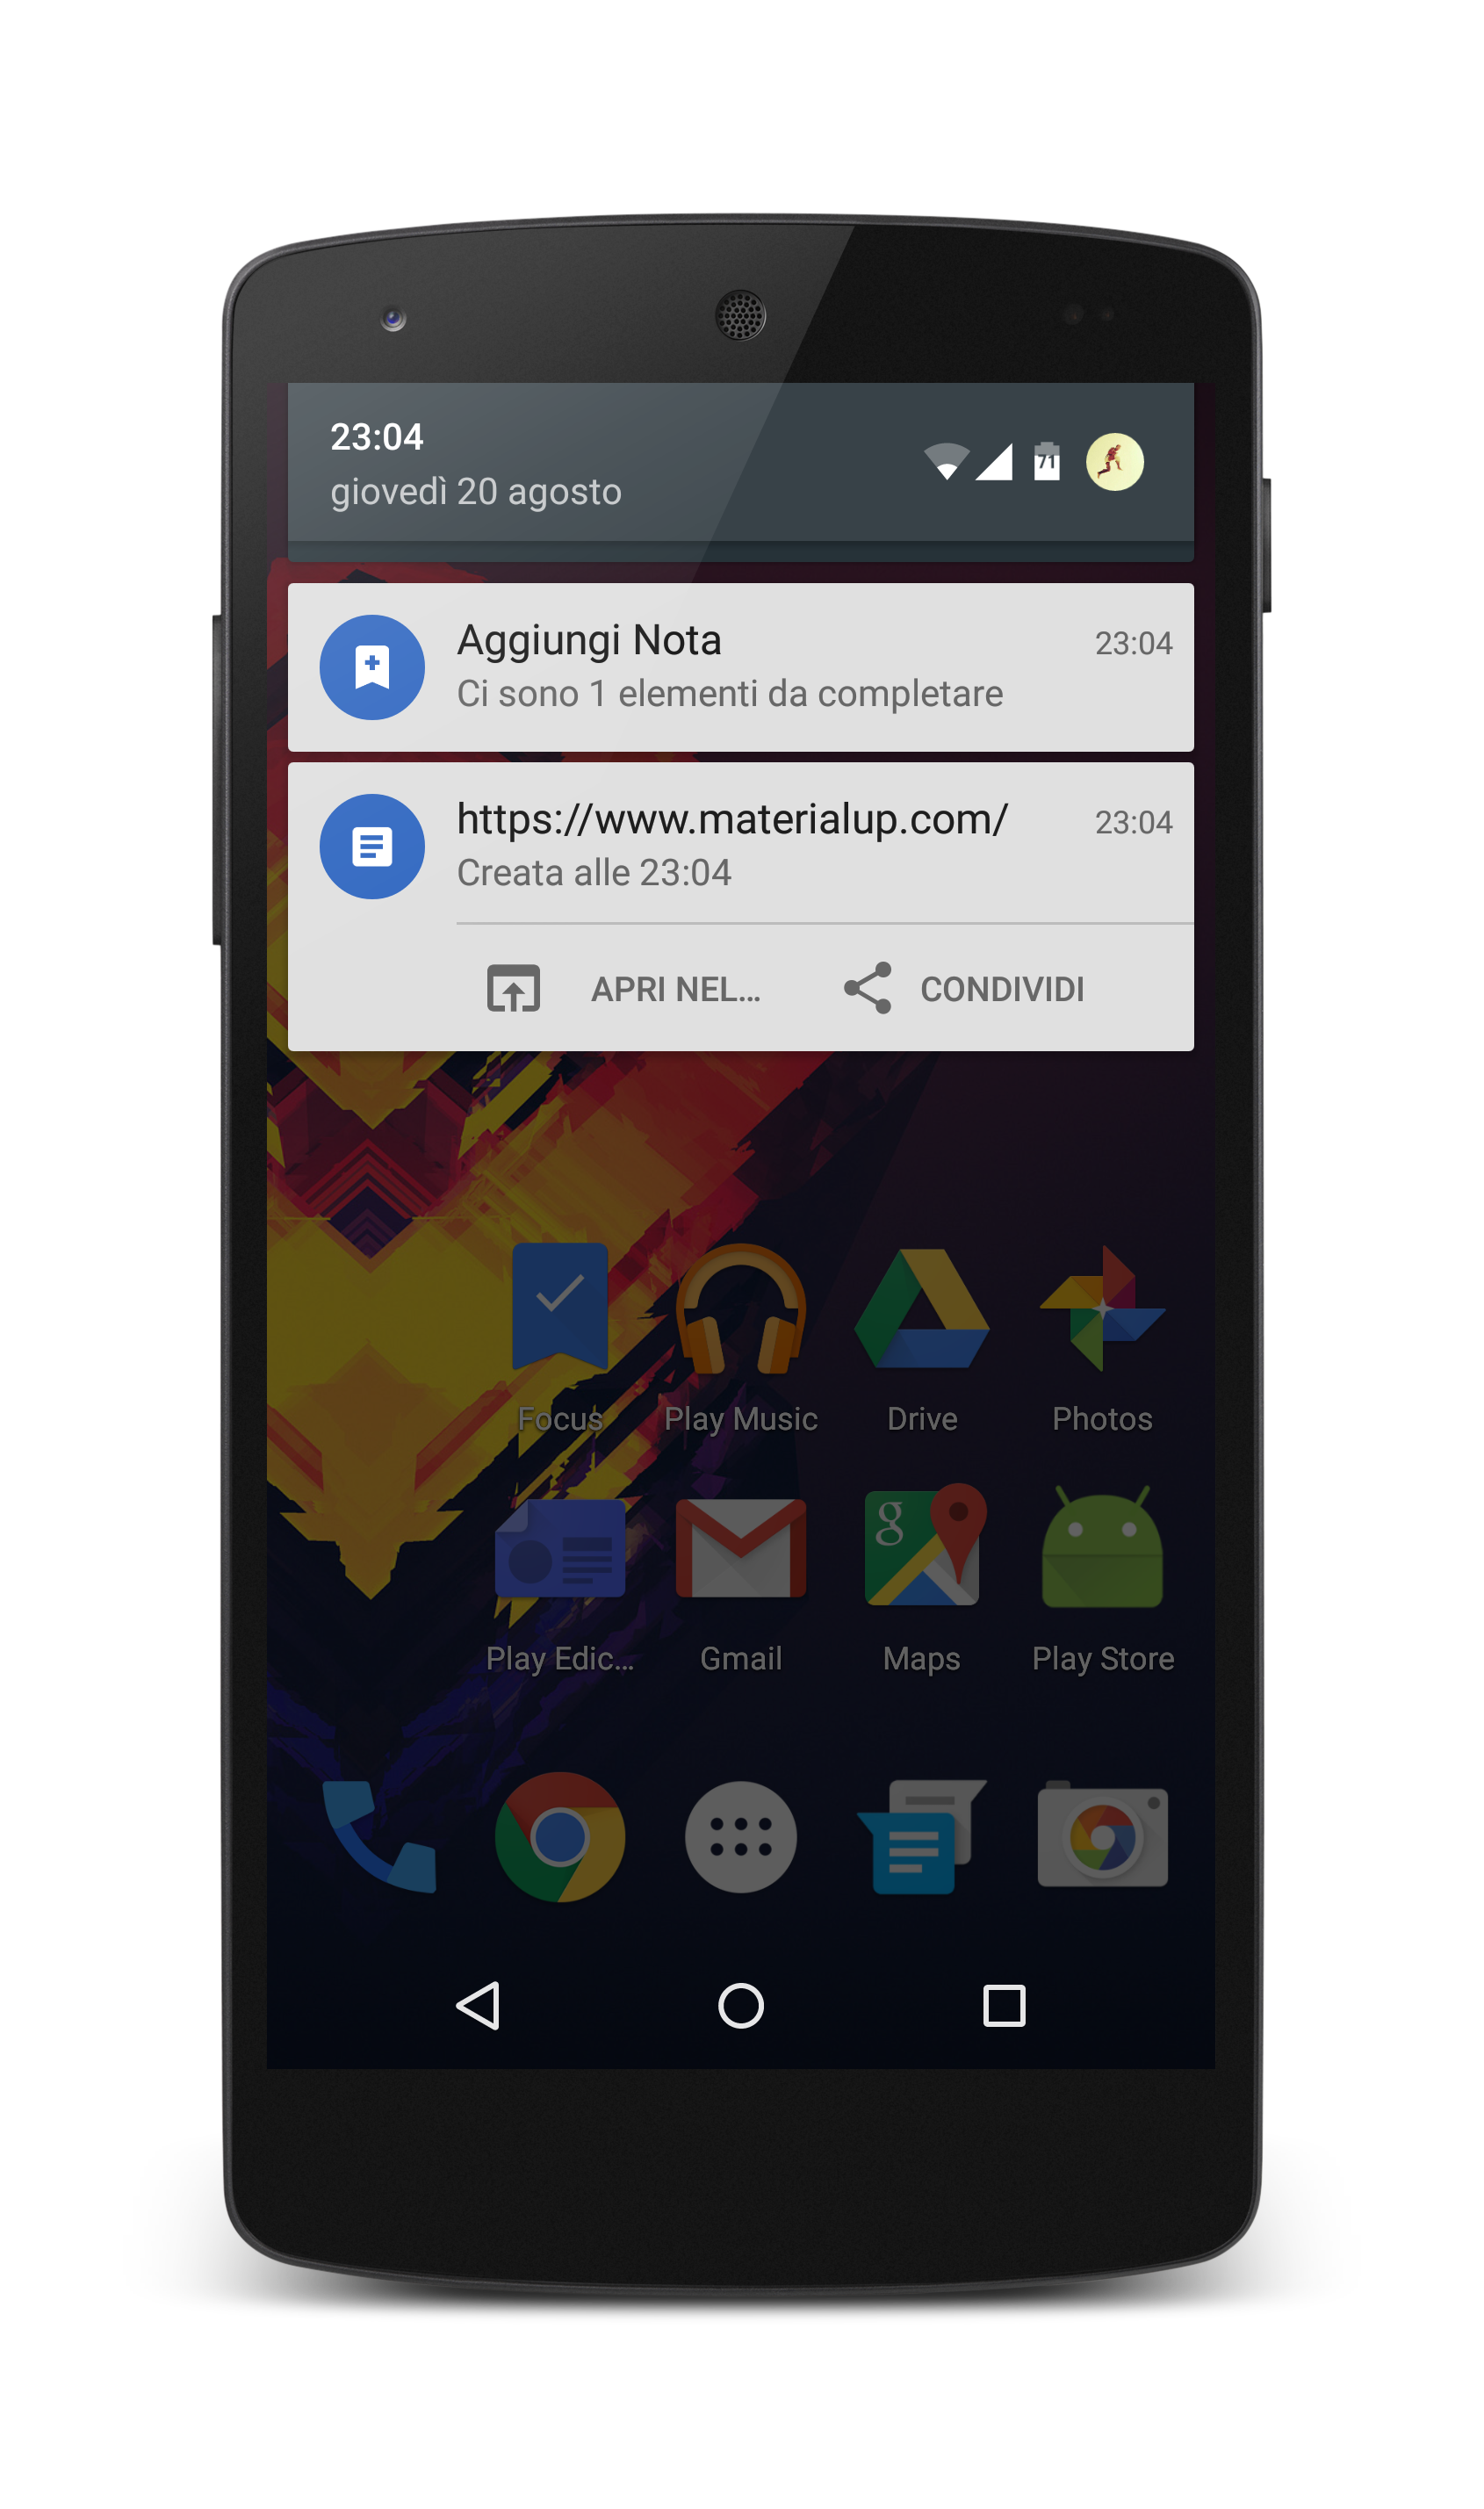 23:04
giovedì 20 agosto
71
Aggiungi Nota
23:04
Ci sono 1 elementi da completare
https://www.materialup.com/
23:04
Creata alle 23:04
APRI NEL...
CONDIVIDI
Focus
Play Music
Drive
Photos
g
Play Edic...
Gmail
Maps
Play Store